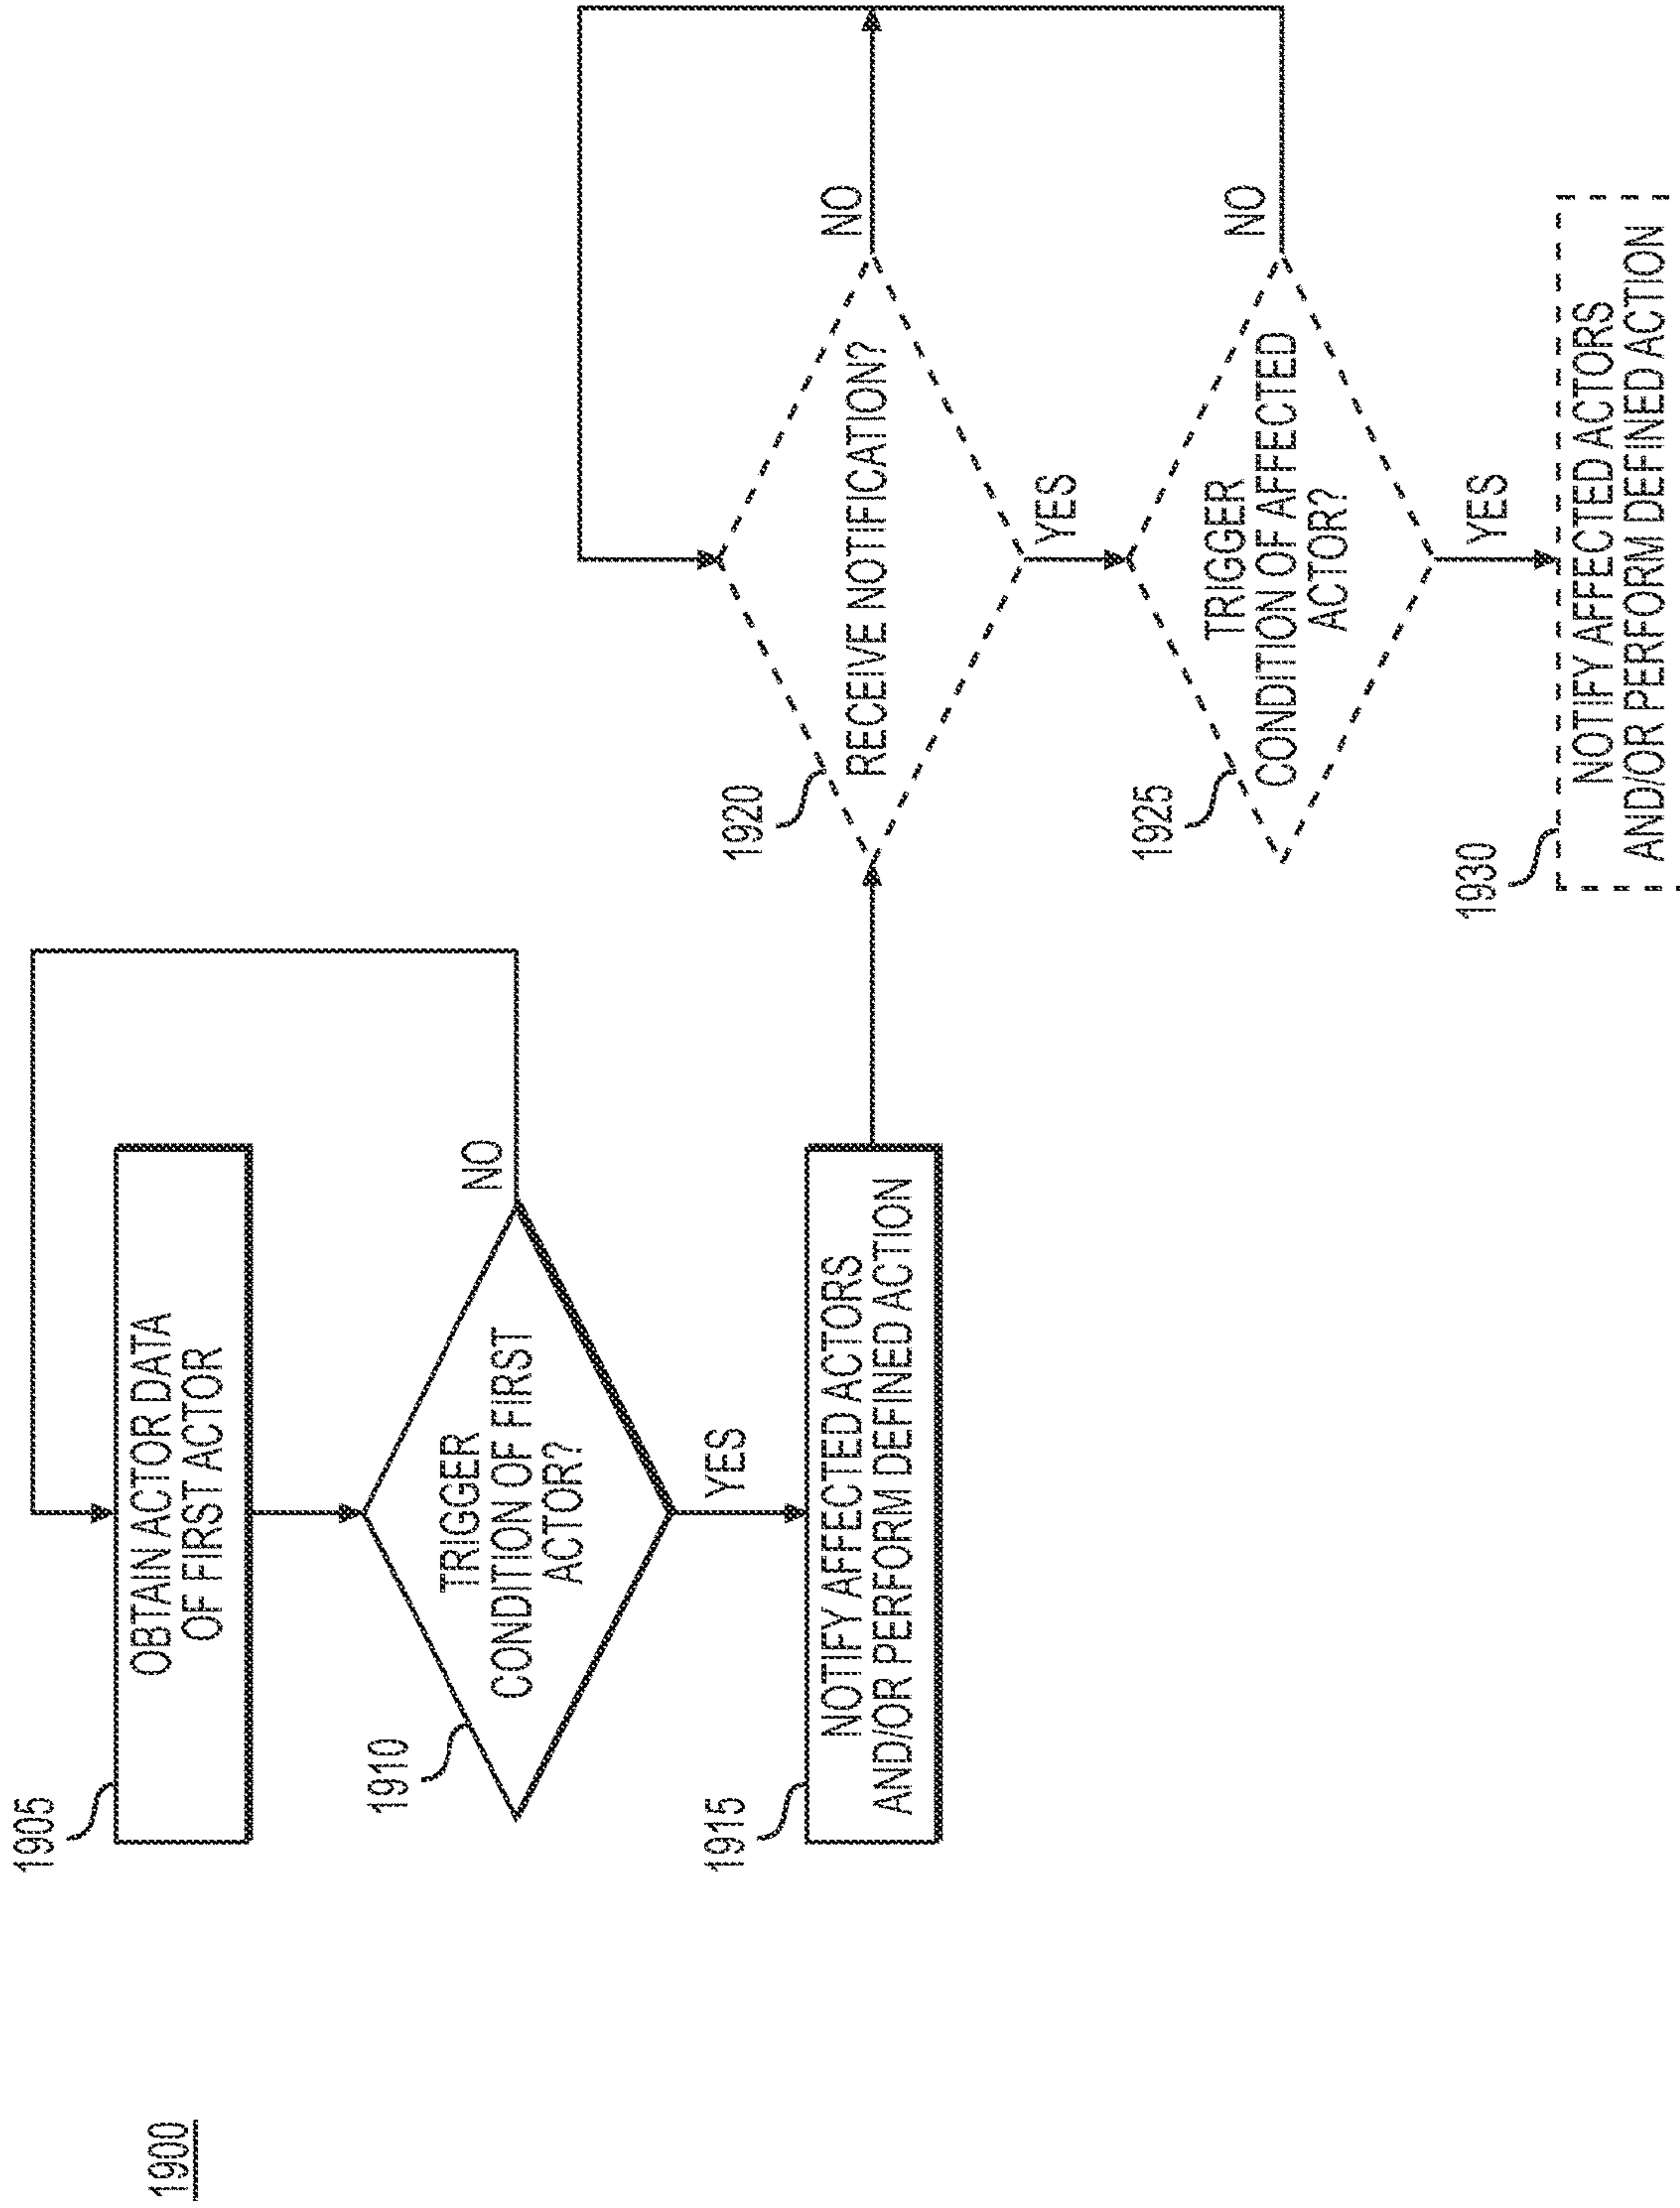 1900
1905
OBTAIN ACTOR DATA
OF FIRST ACTOR
1910
TRIGGER
CONDITION OF FIRST
ACTOR?
NO
YES
1915
NOTIFY AFFECTED ACTORS
AND/OR PERFORM DEFINED ACTION
1920
RECEIVE NOTIFICATION?
NO
YES
1925
TRIGGER
CONDITION OF AFFECTED
ACTOR?
NO
YES
1930
NOTIFY AFFECTED ACTORS
AND/OR PERFORM DEFINED ACTION